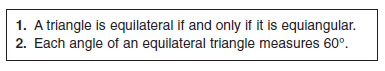 1. A triangle is equilateral if and only if it is equiangular.
2. Each angle of an equilateral triangle measures 60°.